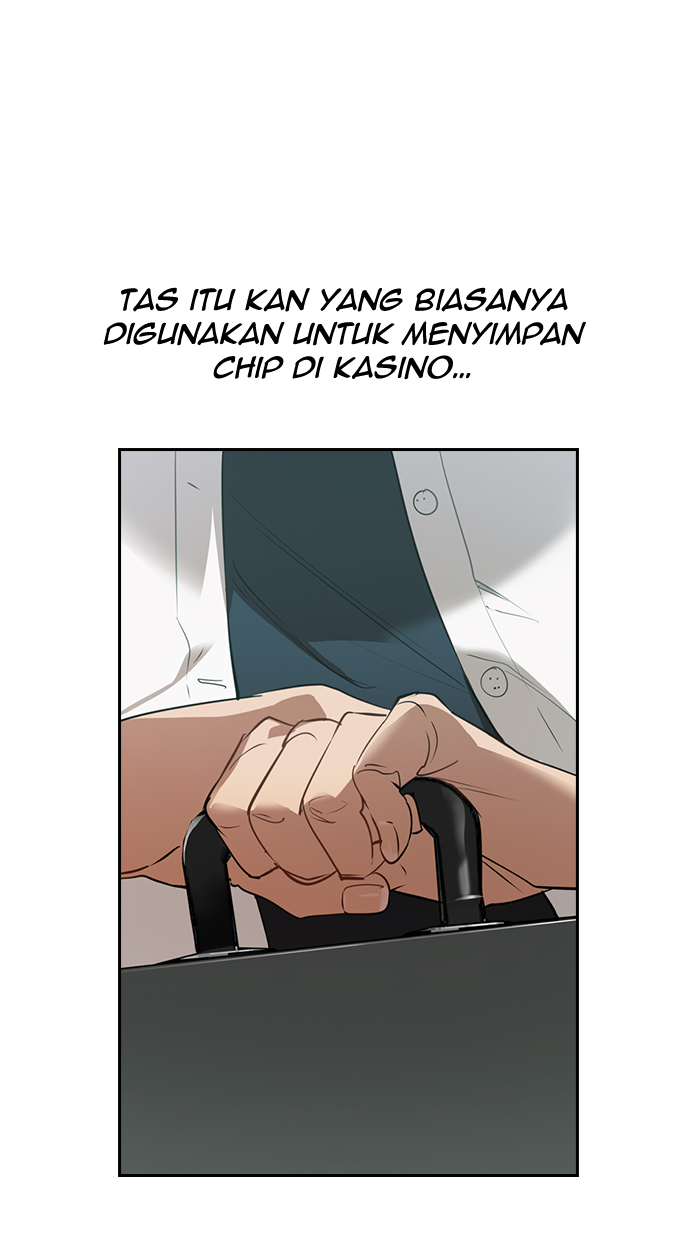 TAS ITU KAN YANG BIASANYA
DIGUNAKAN UNTUK MENYIMPAN
CHIP DI KASINO...